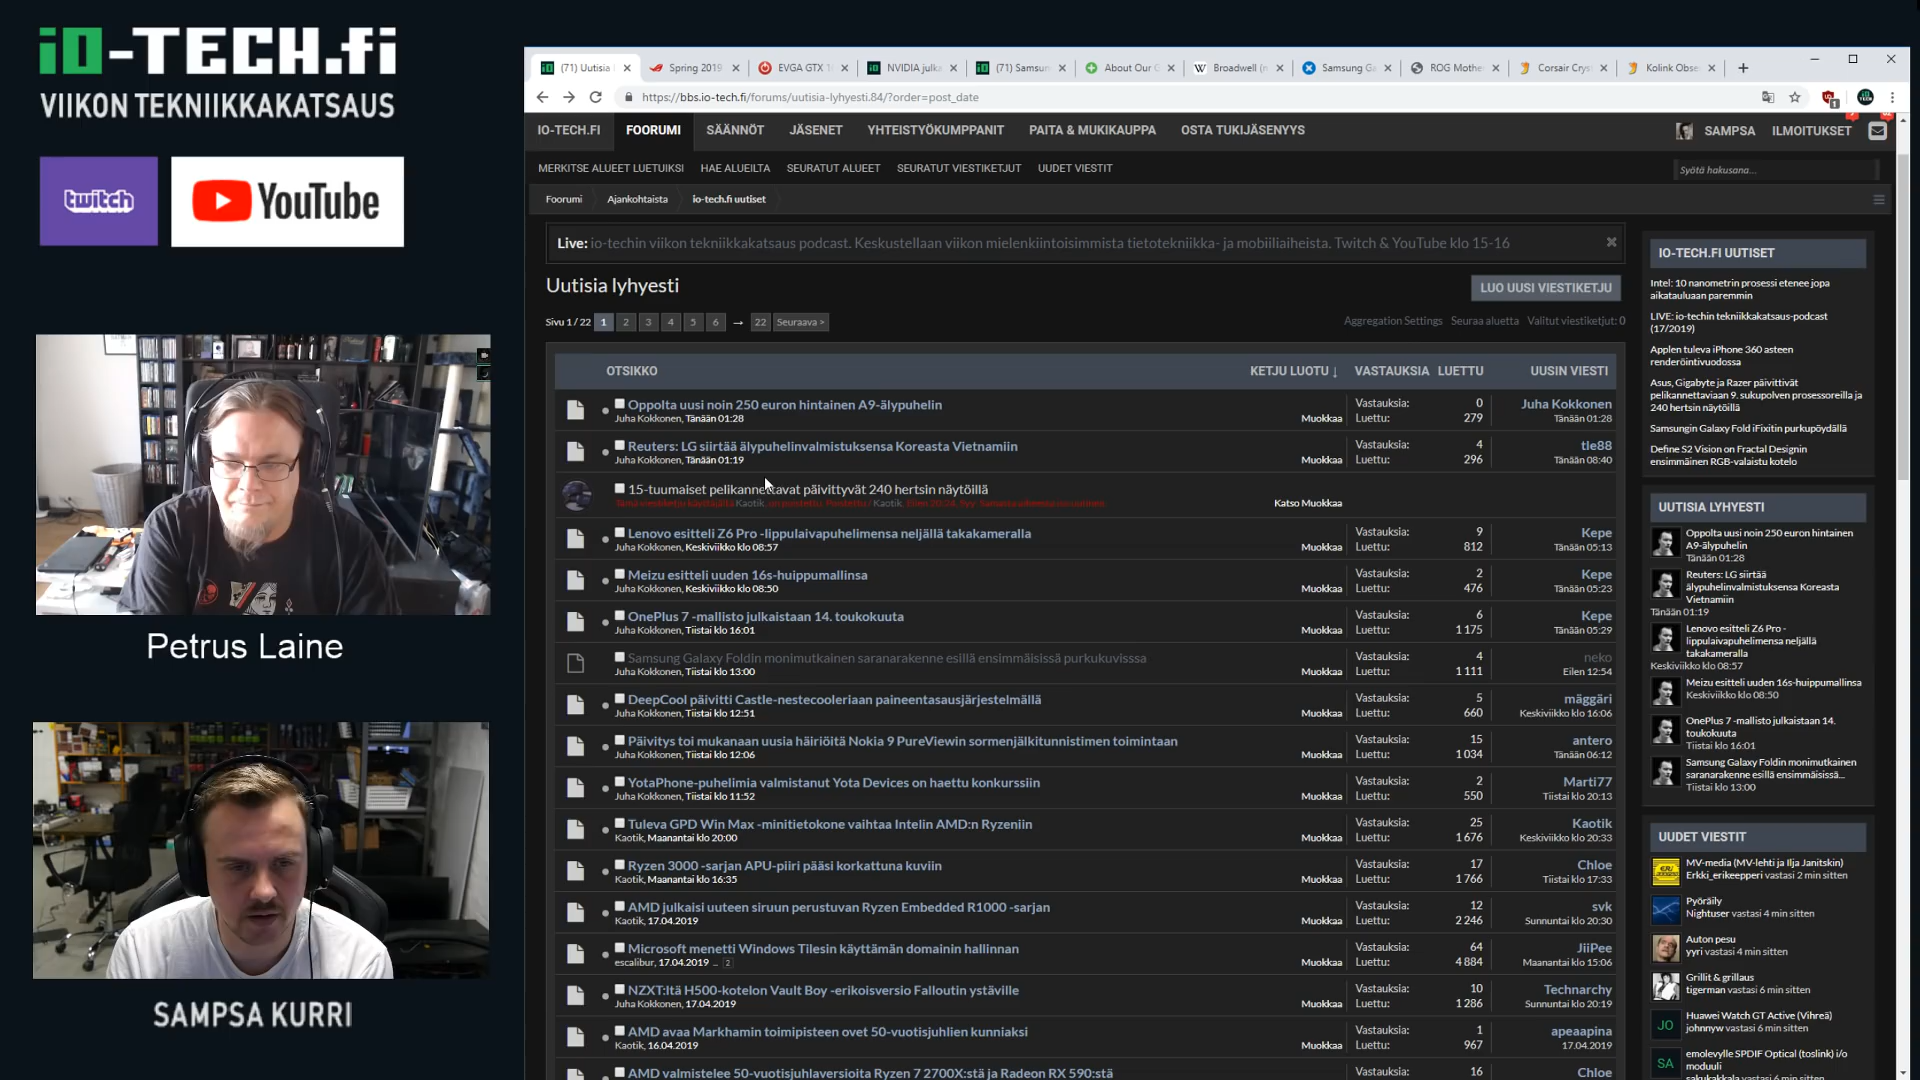 iO-TECH.fi
VIIKON TEKNIIKKAKATSAUS
twitch
YouTube
Petrus Laine
SAMPSA KURRI
(71) Uutisia
Spring 2019
EVGA GTX 1
NVIDIA julk
(71) Samsun
About Our G
Broadwell (n
Samsung Ga
ROG Mothe
Corsair Crys
Kolink Obse
https://bbs.io-tech.fi/forums/uutisia-lyhyesti.84/?order=post_date
IO-TECH.FI
FOORUMI
SÄÄNNÖT
JÄSENET
YHTEISTYÖKUMPPANIT
PAITA & MUKIKAUPPA
OSTA TUKIJÄSENYYS
SAMPSA
ILMOITUKSET
MERKITSE ALUEET LUETUIKSI
HAE ALUEILTA
SEURATUT ALUEET
SEURATUT VIESTIKETJUT
UUDET VIESTIT
Syötä hakusana...
Foorumi
Ajankohtaista
io-tech.fi uutiset
Live: io-techin viikon tekniikkakatsaus podcast. Keskustellaan viikon mielenkiintoisimmista tietotekniikka- ja mobiiliaiheista. Twitch & YouTube klo 15-16
Uutisia lyhyesti
LUO UUSI VIESTIKETJU
Sivu 1 / 22 1 2 3 4 5 6 → 22 Seuraava >
Aggregation Settings Seuraa aluetta Valitut viestiketjut: 0
OTSIKKO KETJU LUOTU ↓ VASTAUKSIA LUETTU UUSIN VIESTI
Oppolta uusi noin 250 euron hintainen A9-älypuhelin
Juha Kokkonen, Tänään 01:28
Muokkaa
Vastauksia: 0
Luettu: 279
Juha Kokkonen
Tänään 01:28
Reuters: LG siirtää älypuhelinvalmistuksensa Koreasta Vietnamiin
Juha Kokkonen, Tänään 01:19
Muokkaa
Vastauksia: 4
Luettu: 296
tle88
Tänään 08:40
15-tuumaiset pelikannettavat päivittyvät 240 hertsin näytöillä
Katso Muokkaa
Lenovo esitteli Z6 Pro -lippulaivapuhelimensa neljällä takakameralla
Juha Kokkonen, Keskiviikko klo 08:57
Muokkaa
Vastauksia: 9
Luettu: 812
Kepe
Tänään 05:13
Meizu esitteli uuden 16s-huippumallinsa
Juha Kokkonen, Keskiviikko klo 08:50
Muokkaa
Vastauksia: 2
Luettu: 476
Kepe
Tänään 05:23
OnePlus 7 -mallisto julkaistaan 14. toukokuuta
Juha Kokkonen, Tiistai klo 16:01
Muokkaa
Vastauksia: 6
Luettu: 1 175
Kepe
Tänään 05:29
Samsung Galaxy Foldin monimutkainen saranarakenne esillä ensimmäisissä purkukuvisssa
Juha Kokkonen, Tiistai klo 13:00
Muokkaa
Vastauksia: 4
Luettu: 1 111
neko
Eilen 12:54
DeepCool päivitti Castle-nestecooleriaan paineentasausjärjestelmällä
Juha Kokkonen, Tiistai klo 12:51
Muokkaa
Vastauksia: 5
Luettu: 660
mäggäri
Keskiviikko klo 16:06
Päivitys toi mukanaan uusia häiriöitä Nokia 9 PureViewin sormenjälkitunnistimen toimintaan
Juha Kokkonen, Tiistai klo 12:06
Muokkaa
Vastauksia: 15
Luettu: 1 034
antero
Tänään 06:12
YotaPhone-puhelimia valmistanut Yota Devices on haettu konkurssiin
Juha Kokkonen, Tiistai klo 11:52
Muokkaa
Vastauksia: 2
Luettu: 550
Marti77
Tiistai klo 20:13
Tuleva GPD Win Max -minitietokone vaihtaa Intelin AMD:n Ryzeniin
Kaotik, Maanantai klo 20:00
Muokkaa
Vastauksia: 25
Luettu: 1 676
Kaotik
Keskiviikko klo 20:33
Ryzen 3000 -sarjan APU-piiri pääsi korkattuna kuviin
Kaotik, Maanantai klo 16:35
Muokkaa
Vastauksia: 17
Luettu: 1 766
Chloe
Tiistai klo 17:33
AMD julkaisi uuteen siruun perustuvan Ryzen Embedded R1000 -sarjan
Kaotik, 17.04.2019
Muokkaa
Vastauksia: 12
Luettu: 2 246
svk
Sunnuntai klo 20:30
Microsoft menetti Windows Tilesin käyttämän domainin hallinnan
escalibur, 17.04.2019 ... 2
Muokkaa
Vastauksia: 64
Luettu: 4 884
JiiPee
Maanantai klo 15:06
NZXT:ltä H500-kotelon Vault Boy -erikoisversio Falloutin ystäville
Juha Kokkonen, 17.04.2019
Muokkaa
Vastauksia: 10
Luettu: 1 286
Technarchy
Sunnuntai klo 20:19
AMD avaa Markhamin toimipisteen ovet 50-vuotisjuhlien kunniaksi
Kaotik, 16.04.2019
Muokkaa
Vastauksia: 1
Luettu: 967
apeaapina
17.04.2019
AMD valmistelee 50-vuotisjuhlaversioita Ryzen 7 2700X:stä ja Radeon RX 590:stä
Vastauksia: 16
Chloe
IO-TECH.FI UUTISET
Intel: 10 nanometrin prosessi etenee jopa
aikatauluaan paremmin
LIVE: io-techin tekniikkakatsaus-podcast
(17/2019)
Applen tuleva iPhone 360 asteen
renderöintivuodossa
Asus, Gigabyte ja Razer päivittivät
pelikannettaviaan 9. sukupolven prosessoreilla ja
240 hertsin näytöillä
Samsungin Galaxy Fold iFixitin purkupöydällä
Define S2 Vision on Fractal Designin
ensimmäinen RGB-valaistu kotelo
UUTISIA LYHYESTI
Oppolta uusi noin 250 euron hintainen
A9-älypuhelin
Tänään 01:28
Reuters: LG siirtää
älypuhelinvalmistuksensa Koreasta
Vietnamiin
Tänään 01:19
Lenovo esitteli Z6 Pro -
lippulaivapuhelimensa neljällä
takakameralla
Keskiviikko klo 08:57
Meizu esitteli uuden 16s-huippumallinsa
Keskiviikko klo 08:50
OnePlus 7 -mallisto julkaistaan 14.
toukokuuta
Tiistai klo 16:01
Samsung Galaxy Foldin monimutkainen
saranarakenne esillä ensimmäisissä...
Tiistai klo 13:00
UUDET VIESTIT
MV-media (MV-lehti ja Ilja Janitskin)
Erkki_erikeepperi vastasi 2 min sitten
Pyöräily
Nightuser vastasi 4 min sitten
Auton pesu
yyri vastasi 4 min sitten
Grillit & grillaus
tigerman vastasi 6 min sitten
JO
Huawei Watch GT Active (Vihreä)
johnnyw vastasi 6 min sitten
SA
emolevylle SPDIF Optical (toslink) i/o
moduuli